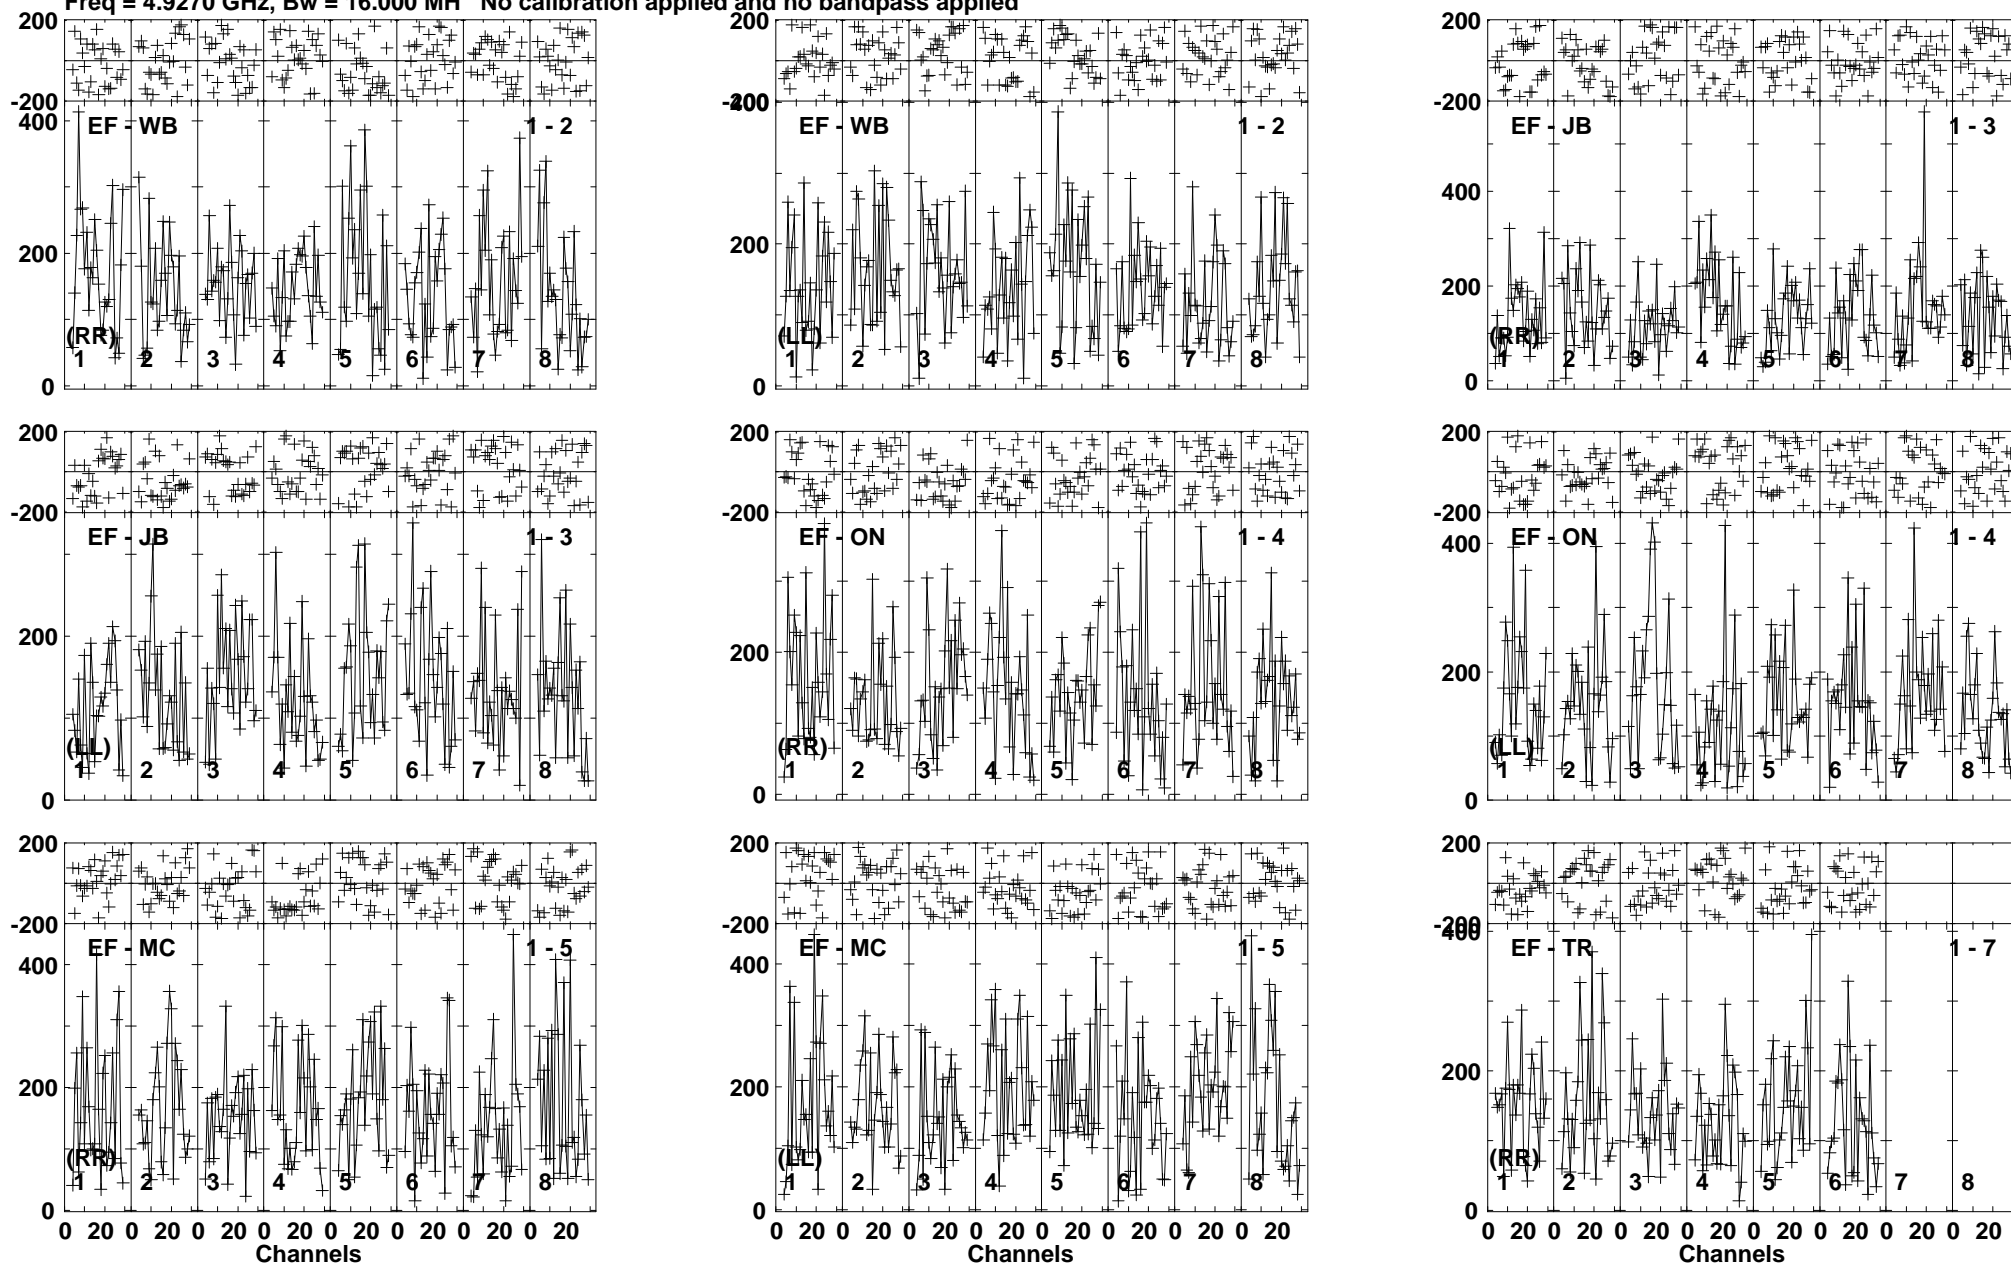 Freq = 4.9270 GHz, Bw = 16.000 MH No calibration applied and no bandpass applied
200 200 200
-200 -200 -200
400 400
EF - WB 1 - 2 EF - WB 1 - 2 EF - JB 1 - 3
400
200 200 200
(RR) (LL) (RR)
1 2 3 4 5 6 7 8 1 2 3 4 5 6 7 8 1 2 3 4 5 6 7 8
0 0 0
200 200 200
-200 -200 -200
EF - JB 1 - 3 EF - ON 1 - 4 EF - ON 1 - 4
400
200 200 200
(LL) (RR) (LL)
1 2 3 4 5 6 7 8 1 2 3 4 5 6 7 8 1 2 3 4 5 6 7 8
0 0 0
200 200 200
-200 -200 -200
400
EF - MC 1 - 5 EF - MC 1 - 5 EF - TR 1 - 7
400 400
200 200 200
(RR) (LL) (RR)
1 2 3 4 5 6 7 8 1 2 3 4 5 6 7 8 1 2 3 4 5 6 7 8
0 0 0
0 20 0 20 0 20 0 20 0 20 0 20 0 20 0 20 0 20 0 20 0 20 0 20 0 20 0 20 0 20 0 20 0 20 0 20 0 20 0 20 0 20 0 20 0 20 0 20
Channels Channels Channels